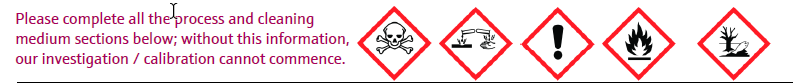 Please complete all the process and cleaning
medium sections below; without this information,
our investigation / calibration cannot commence.